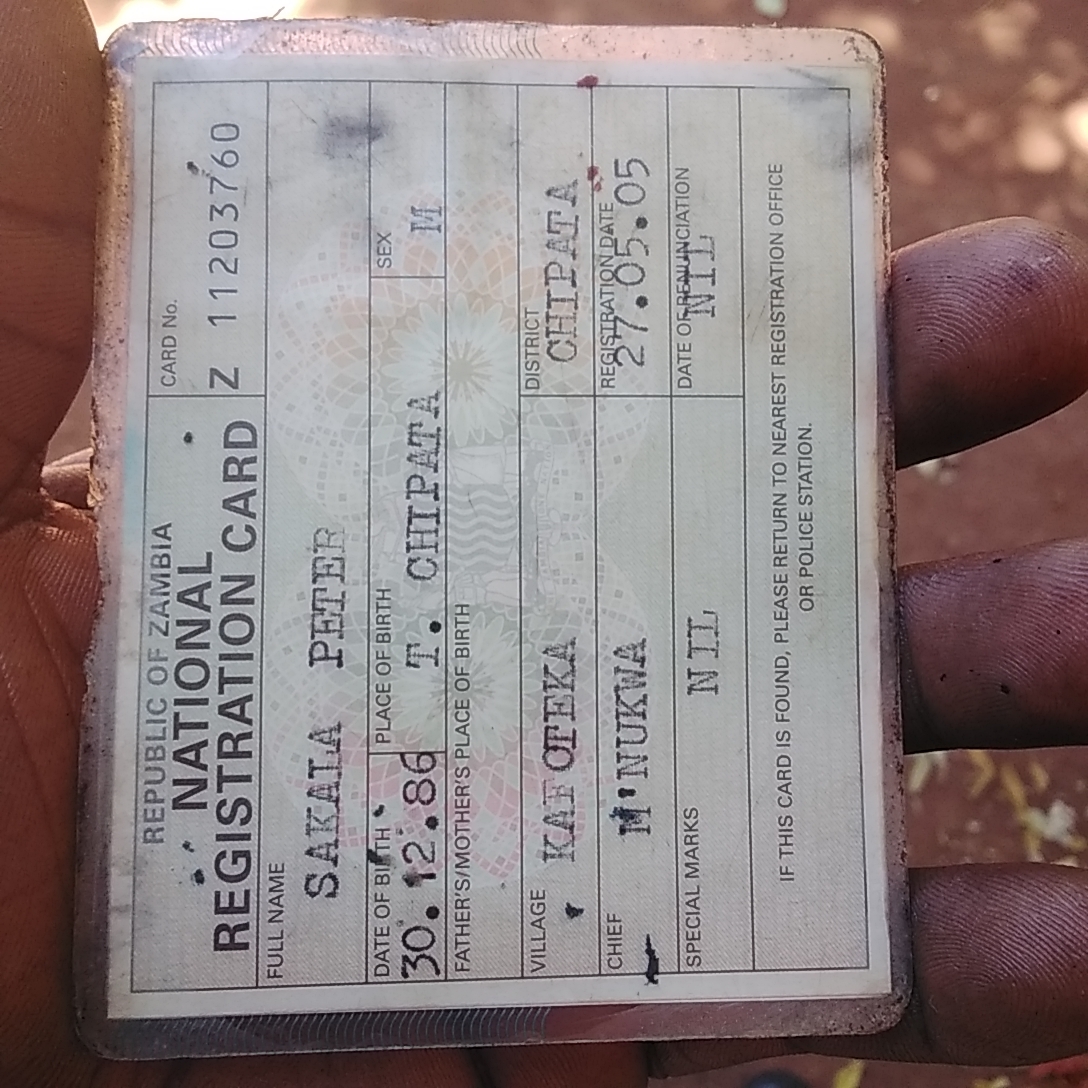 REPUBLIC OF ZAMBIA
NATIONAL
REGISTRATION CARD
CARD No.
Z 11203760
FULL NAME
SAKALA PETER
DATE OF BIRTH
30.12.86
PLACE OF BIRTH
T. CHIPATA
SEX
M
FATHER'S/MOTHER'S PLACE OF BIRTH
VILLAGE
KAFOTEKA
DISTRICT
CHIPATA
CHIEF
M'NUKWA
REGISTRATION DATE
27.05.05
SPECIAL MARKS
NIL
DATE OF RENUNCIATION
NIL
IF THIS CARD IS FOUND, PLEASE RETURN TO NEAREST REGISTRATION OFFICE
OR POLICE STATION.